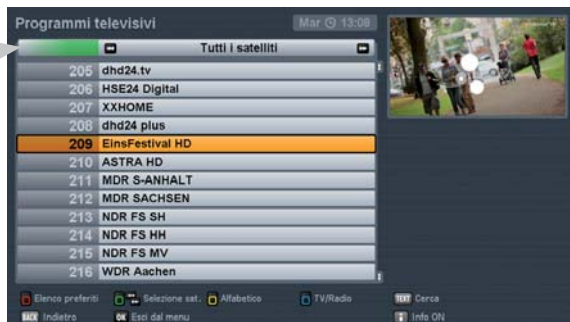 Programmi televisivi Mar 13:08
Tutti i satelliti
205 dhd24.tv
206 HSE24 Digital
207 XXHOME
208 dhd24 plus
209 EinsFestival HD
210 ASTRA HD
211 MDR S-ANHALT
212 MDR SACHSEN
213 NDR FS SH
214 NDR FS HH
215 NDR FS MV
216 WDR Aachen
Elenco preferiti Selezione sat. Alfabetico TV/Radio TEXT Cerca
BACK Indietro OK Esci dal menu i Info ON